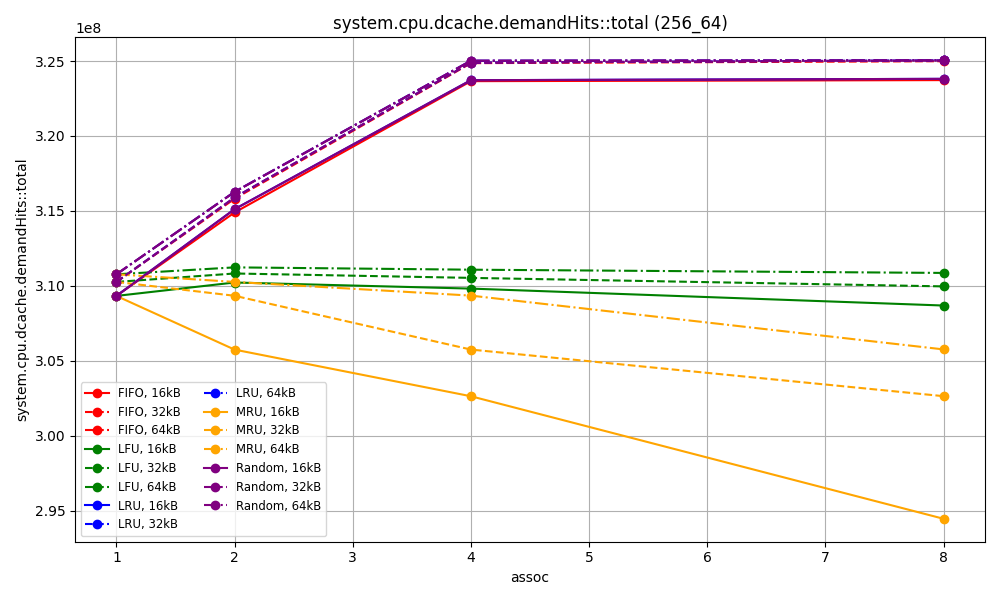 system.cpu.dcache.demandHits::total (256_64)
1e8
3.25
3.20
3.15
3.10
3.05
3.00
2.95
system.cpu.dcache.demandHits::total
FIFO, 16kB
FIFO, 32kB
FIFO, 64kB
LFU, 16kB
LFU, 32kB
LFU, 64kB
LRU, 16kB
LRU, 32kB
LRU, 64kB
MRU, 16kB
MRU, 32kB
MRU, 64kB
Random, 16kB
Random, 32kB
Random, 64kB
1 2 3 4 5 6 7 8
assoc